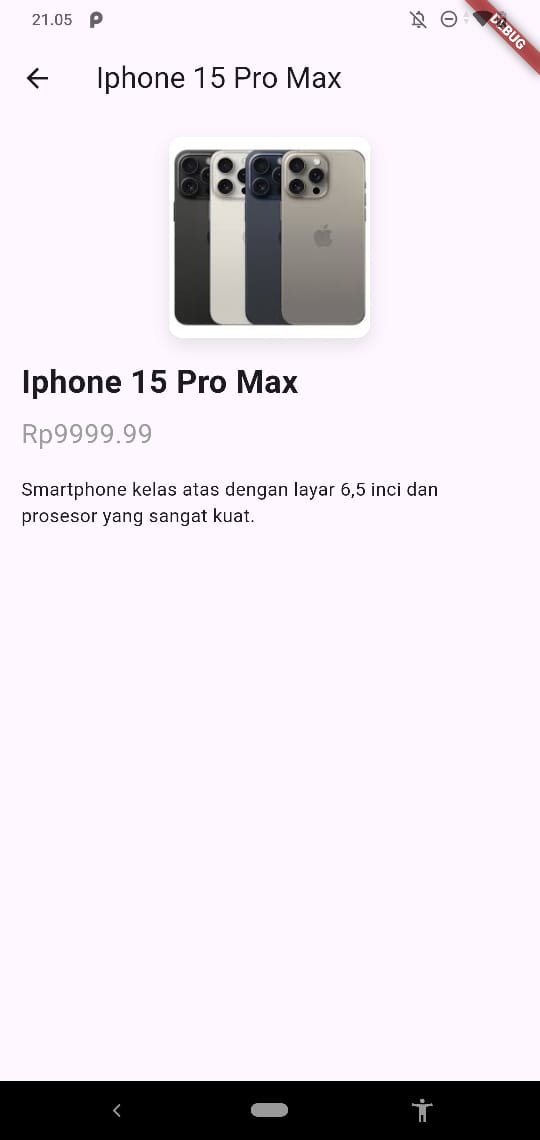 21.05
DEBUG
Iphone 15 Pro Max
Iphone 15 Pro Max
Rp9999.99
Smartphone kelas atas dengan layar 6,5 inci dan
prosesor yang sangat kuat.